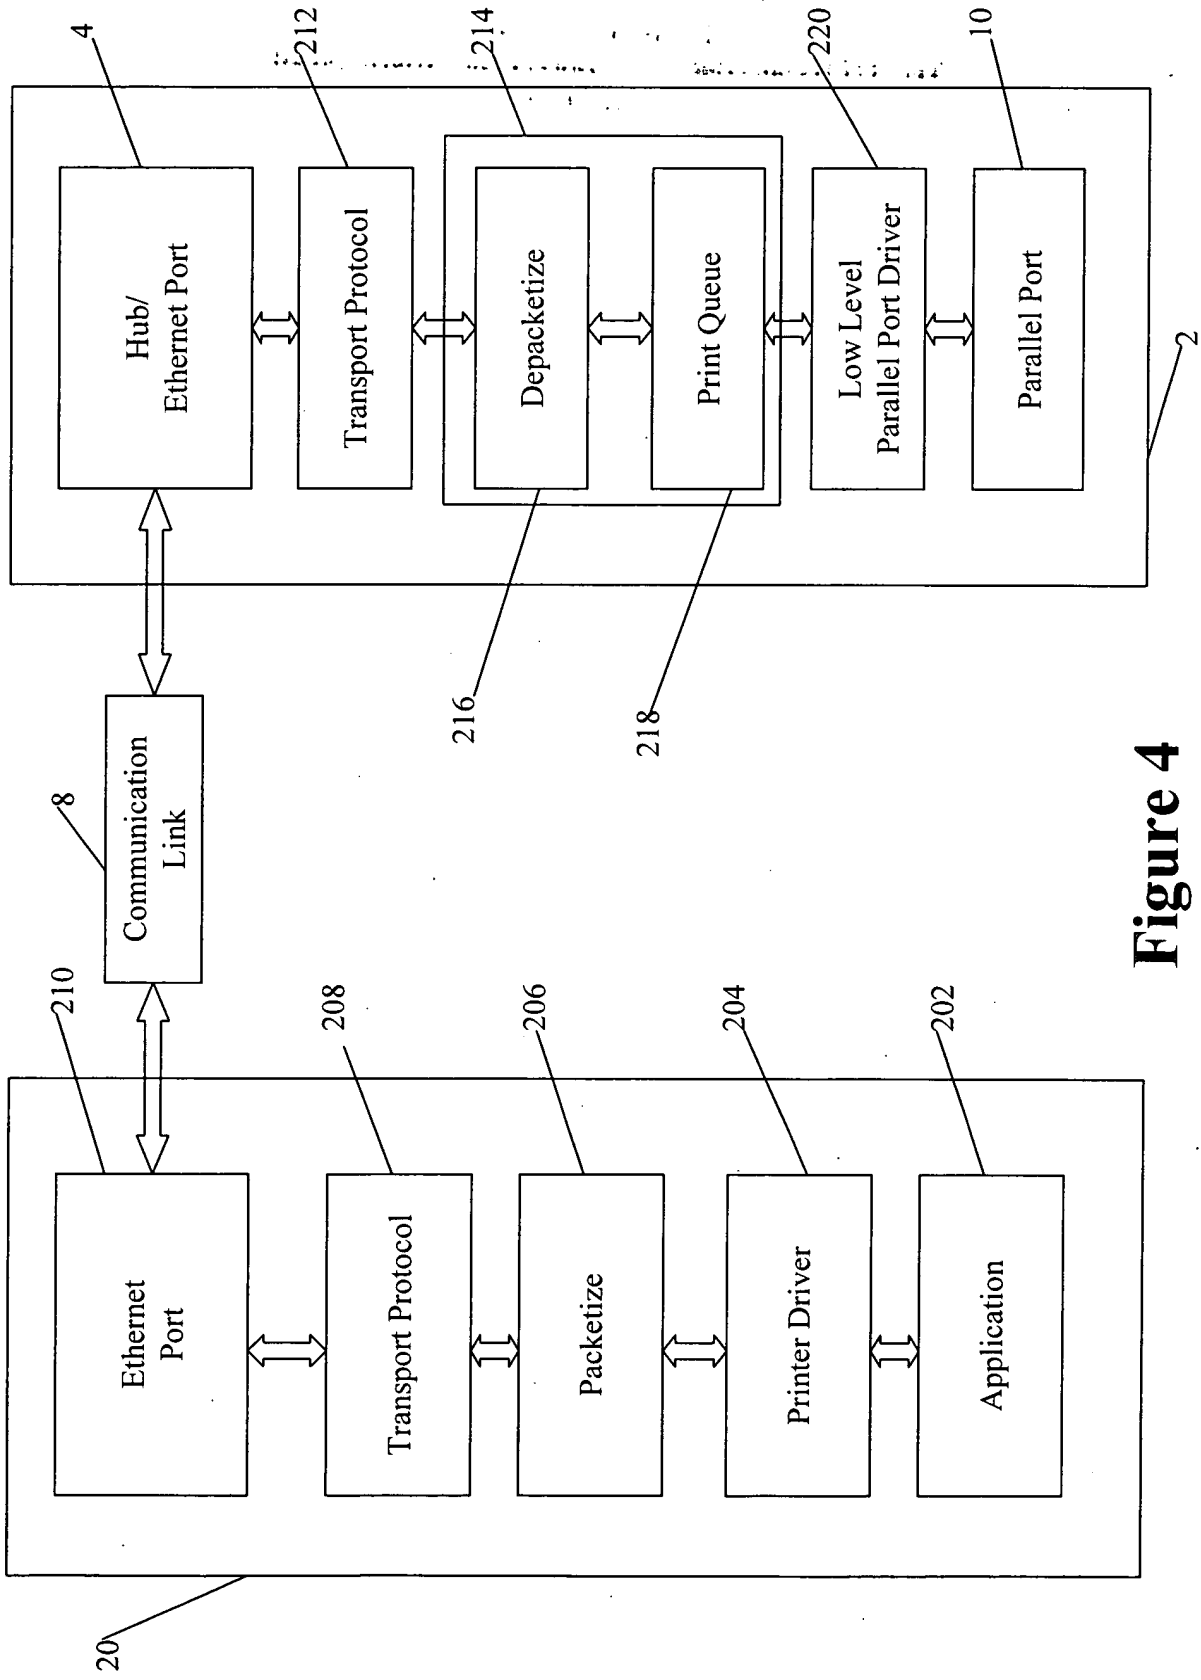 20
210
Ethernet
Port
208
Transport Protocol
206
Packetize
204
Printer Driver
202
Application
8
Communication
Link
4
Hub/
Ethernet Port
212
Transport Protocol
214
Depacketize
216
Print Queue
218
220
Low Level
Parallel Port Driver
10
Parallel Port
2
Figure 4